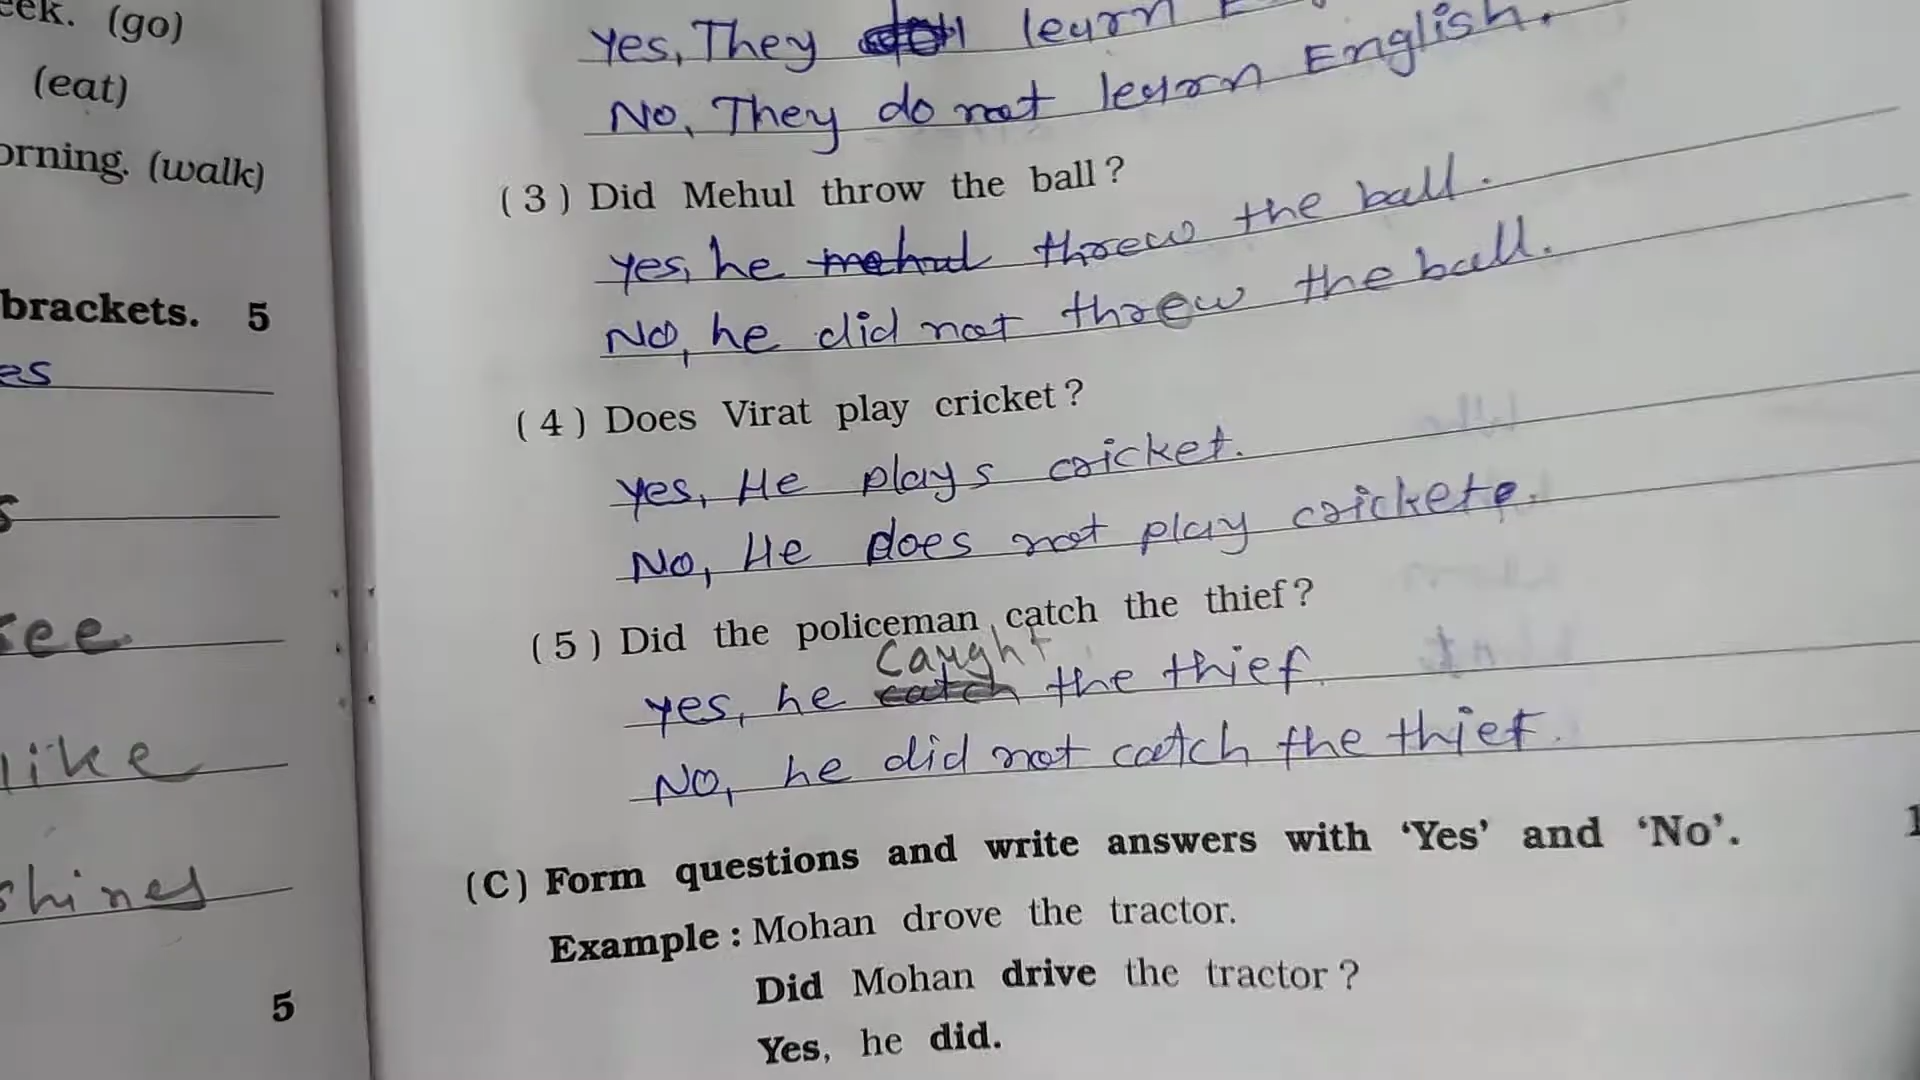 eek. (go)
(eat)
orning. (walk)
brackets. 5
es
s
see
like
shines
5
Yes, They learn
No, They do not learn English.
(3) Did Mehul throw the ball?
Yes, he mehul threw the ball.
No, he did not threw the ball.
(4) Does Virat play cricket?
Yes, He plays cricket.
No, He does not play cricket.
(5) Did the policeman catch the thief?
caught
Yes, he catch the thief.
No, he did not catch the thief.
(C) Form questions and write answers with ‘Yes’ and ‘No’. 1
Example : Mohan drove the tractor.
Did Mohan drive the tractor ?
Yes, he did.